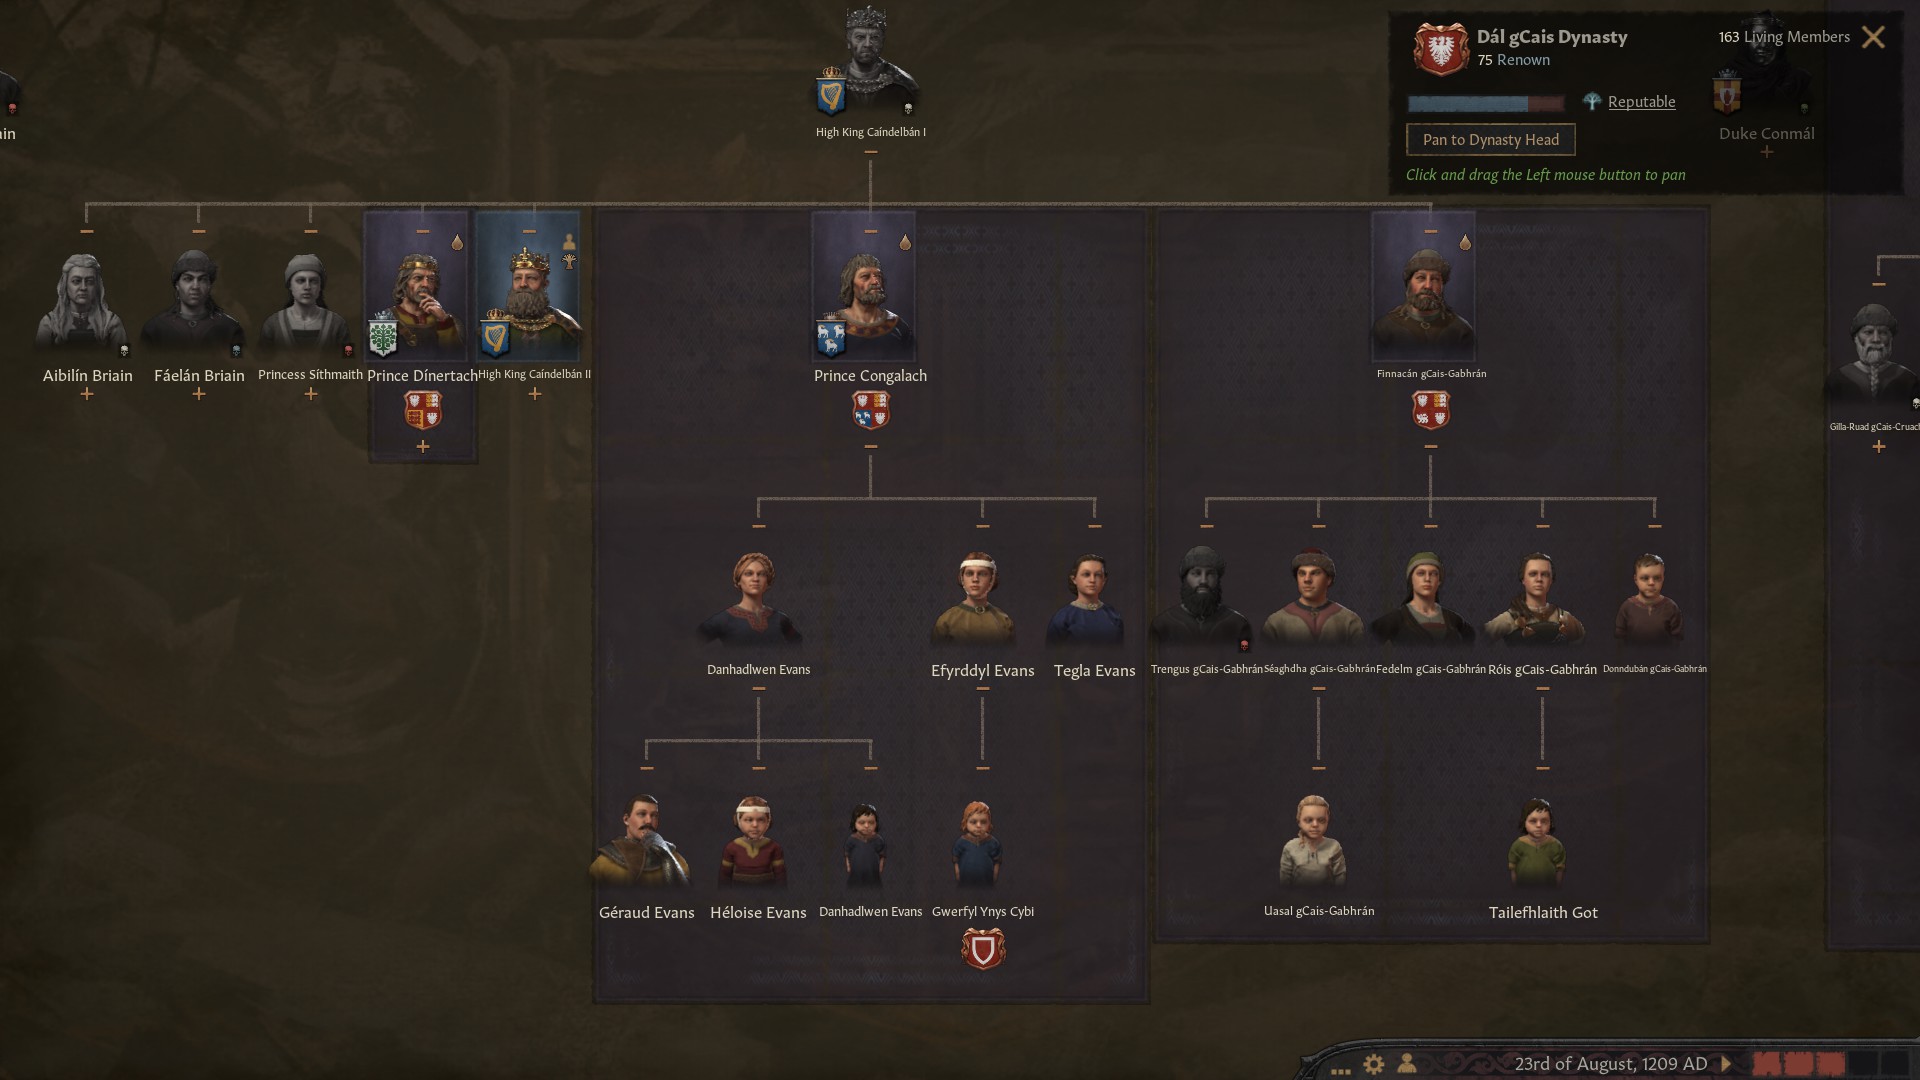 Dál gCais Dynasty
163 Living Members
75 Renown
Reputable
Pan to Dynasty Head
Click and drag the Left mouse button to pan
High King Caíndelbán I
Duke Conmál
ain
Aibilín Briain
Fáelán Briain
Princess Síthmaith
Prince Dínertach
High King Caíndelbán II
Prince Congalach
Finnacán gCais-Gabhrán
Gilla-Ruad gCais-Cruach
Danhadlwen Evans
Efyrddyl Evans
Tegla Evans
Trengus gCais-Gabhrán
Séaghdha gCais-Gabhrán
Fedelm gCais-Gabhrán
Róis gCais-Gabhrán
Donndubán gCais-Gabhrán
Géraud Evans
Héloise Evans
Danhadlwen Evans
Gwerfyl Ynys Cybi
Uasal gCais-Gabhrán
Tailefhlaith Got
23rd of August, 1209 AD